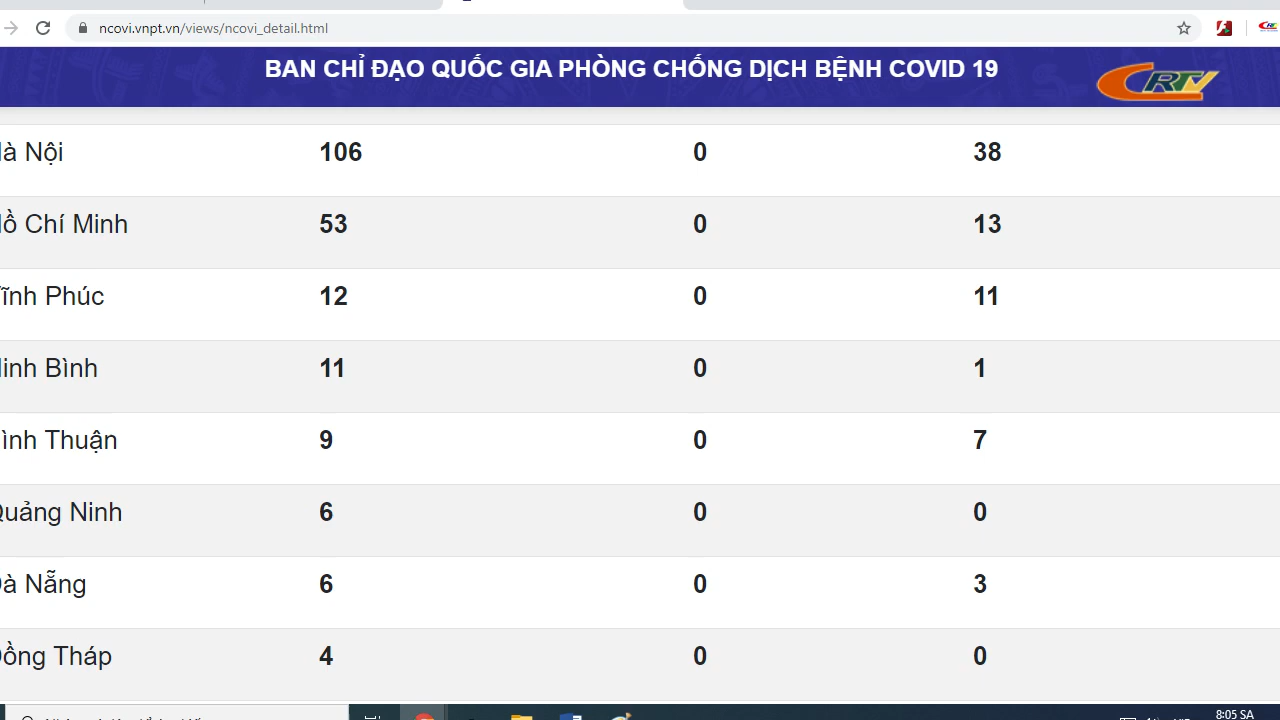 ncovi.vnpt.vn/views/ncovi_detail.html
BAN CHỈ ĐẠO QUỐC GIA PHÒNG CHỐNG DỊCH BỆNH COVID 19
CRTV
à Nội 106 0 38
ồ Chí Minh 53 0 13
ĩnh Phúc 12 0 11
inh Bình 11 0 1
ình Thuận 9 0 7
Quảng Ninh 6 0 0
à Nẵng 6 0 3
ồng Tháp 4 0 0
8:05 SA